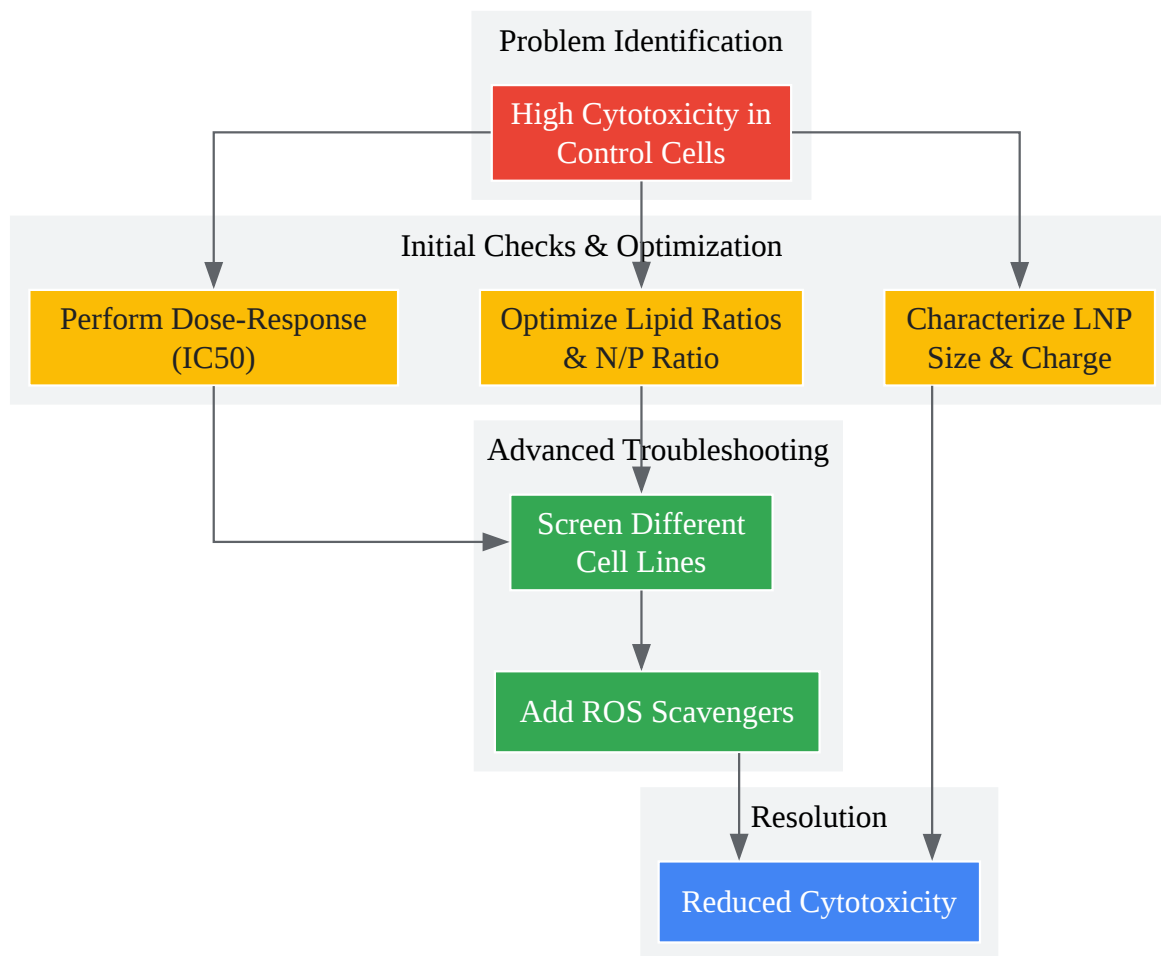 Problem Identification
High Cytotoxicity in
Control Cells
Initial Checks & Optimization
Perform Dose-Response
(IC50)
Optimize Lipid Ratios
& N/P Ratio
Characterize LNP
Size & Charge
Advanced Troubleshooting
Screen Different
Cell Lines
Add ROS Scavengers
Resolution
Reduced Cytotoxicity